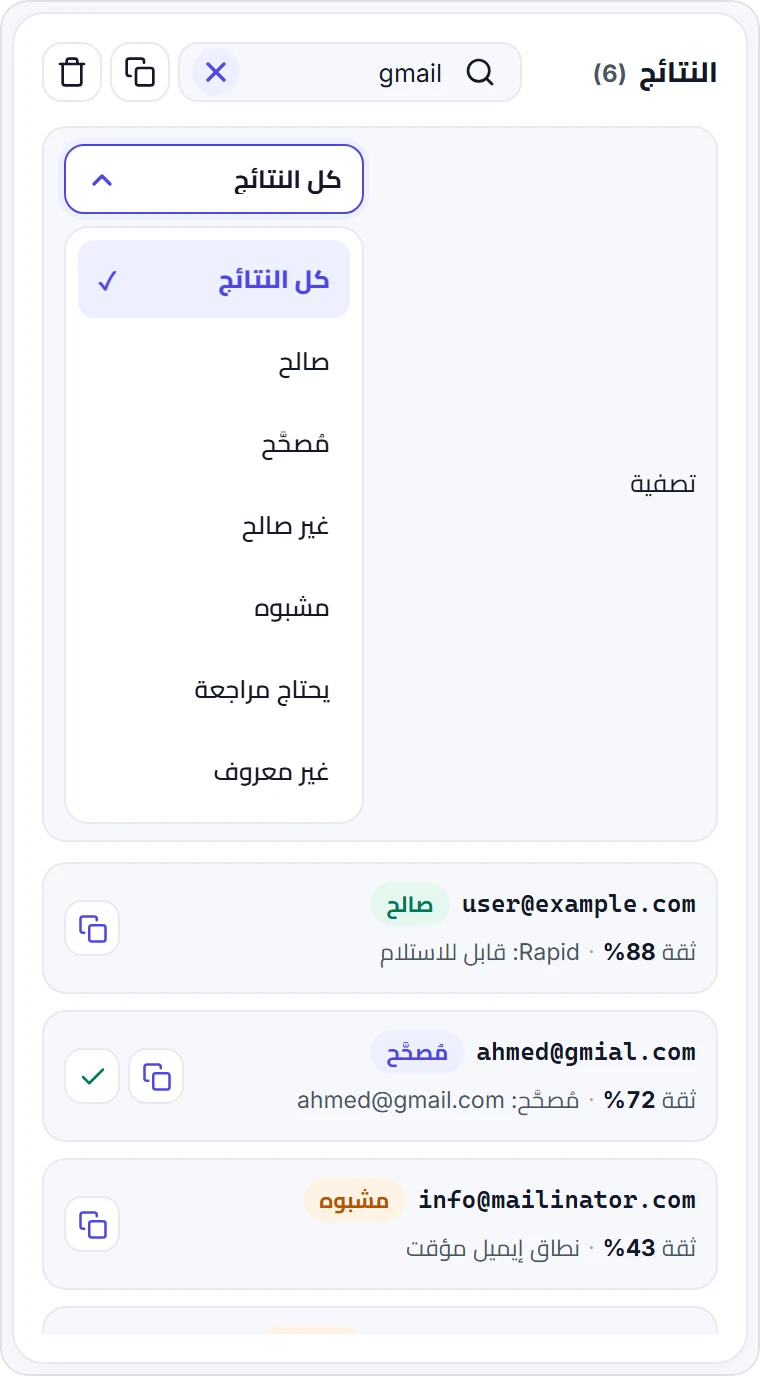 النتائج (6)
gmail
كل النتائج
كل النتائج ✓
صالح
مُصحَّح
غير صالح
مشبوه
يحتاج مراجعة
غير معروف
تصفية
user@example.com صالح
ثقة 88% · Rapid: قابل للاستلام
ahmed@gmial.com مُصحَّح
ثقة 72% · مُصحَّح: ahmed@gmail.com
info@mailinator.com مشبوه
ثقة 43% · نطاق إيميل مؤقت